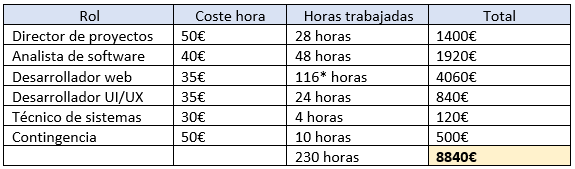 Rol Coste hora Horas trabajadas Total
Director de proyectos 50€ 28 horas 1400€
Analista de software 40€ 48 horas 1920€
Desarrollador web 35€ 116* horas 4060€
Desarrollador UI/UX 35€ 24 horas 840€
Técnico de sistemas 30€ 4 horas 120€
Contingencia 50€ 10 horas 500€
230 horas 8840€